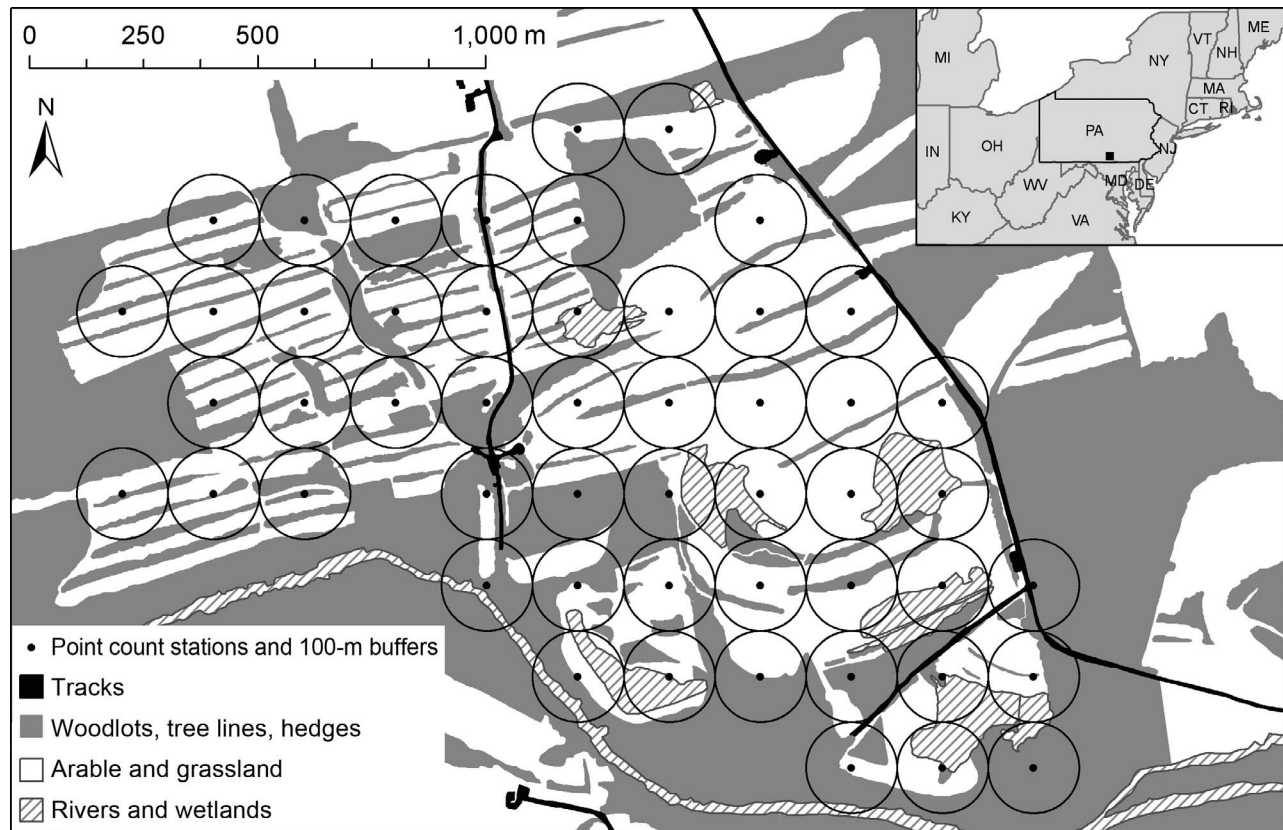 0 250 500 1,000 m
N
MI
VT
ME
NH
NY
MA
CT
RI
PA
NJ
OH
IN
MD
DE
WV
KY
VA
Point count stations and 100-m buffers
Tracks
Woodlots, tree lines, hedges
Arable and grassland
Rivers and wetlands